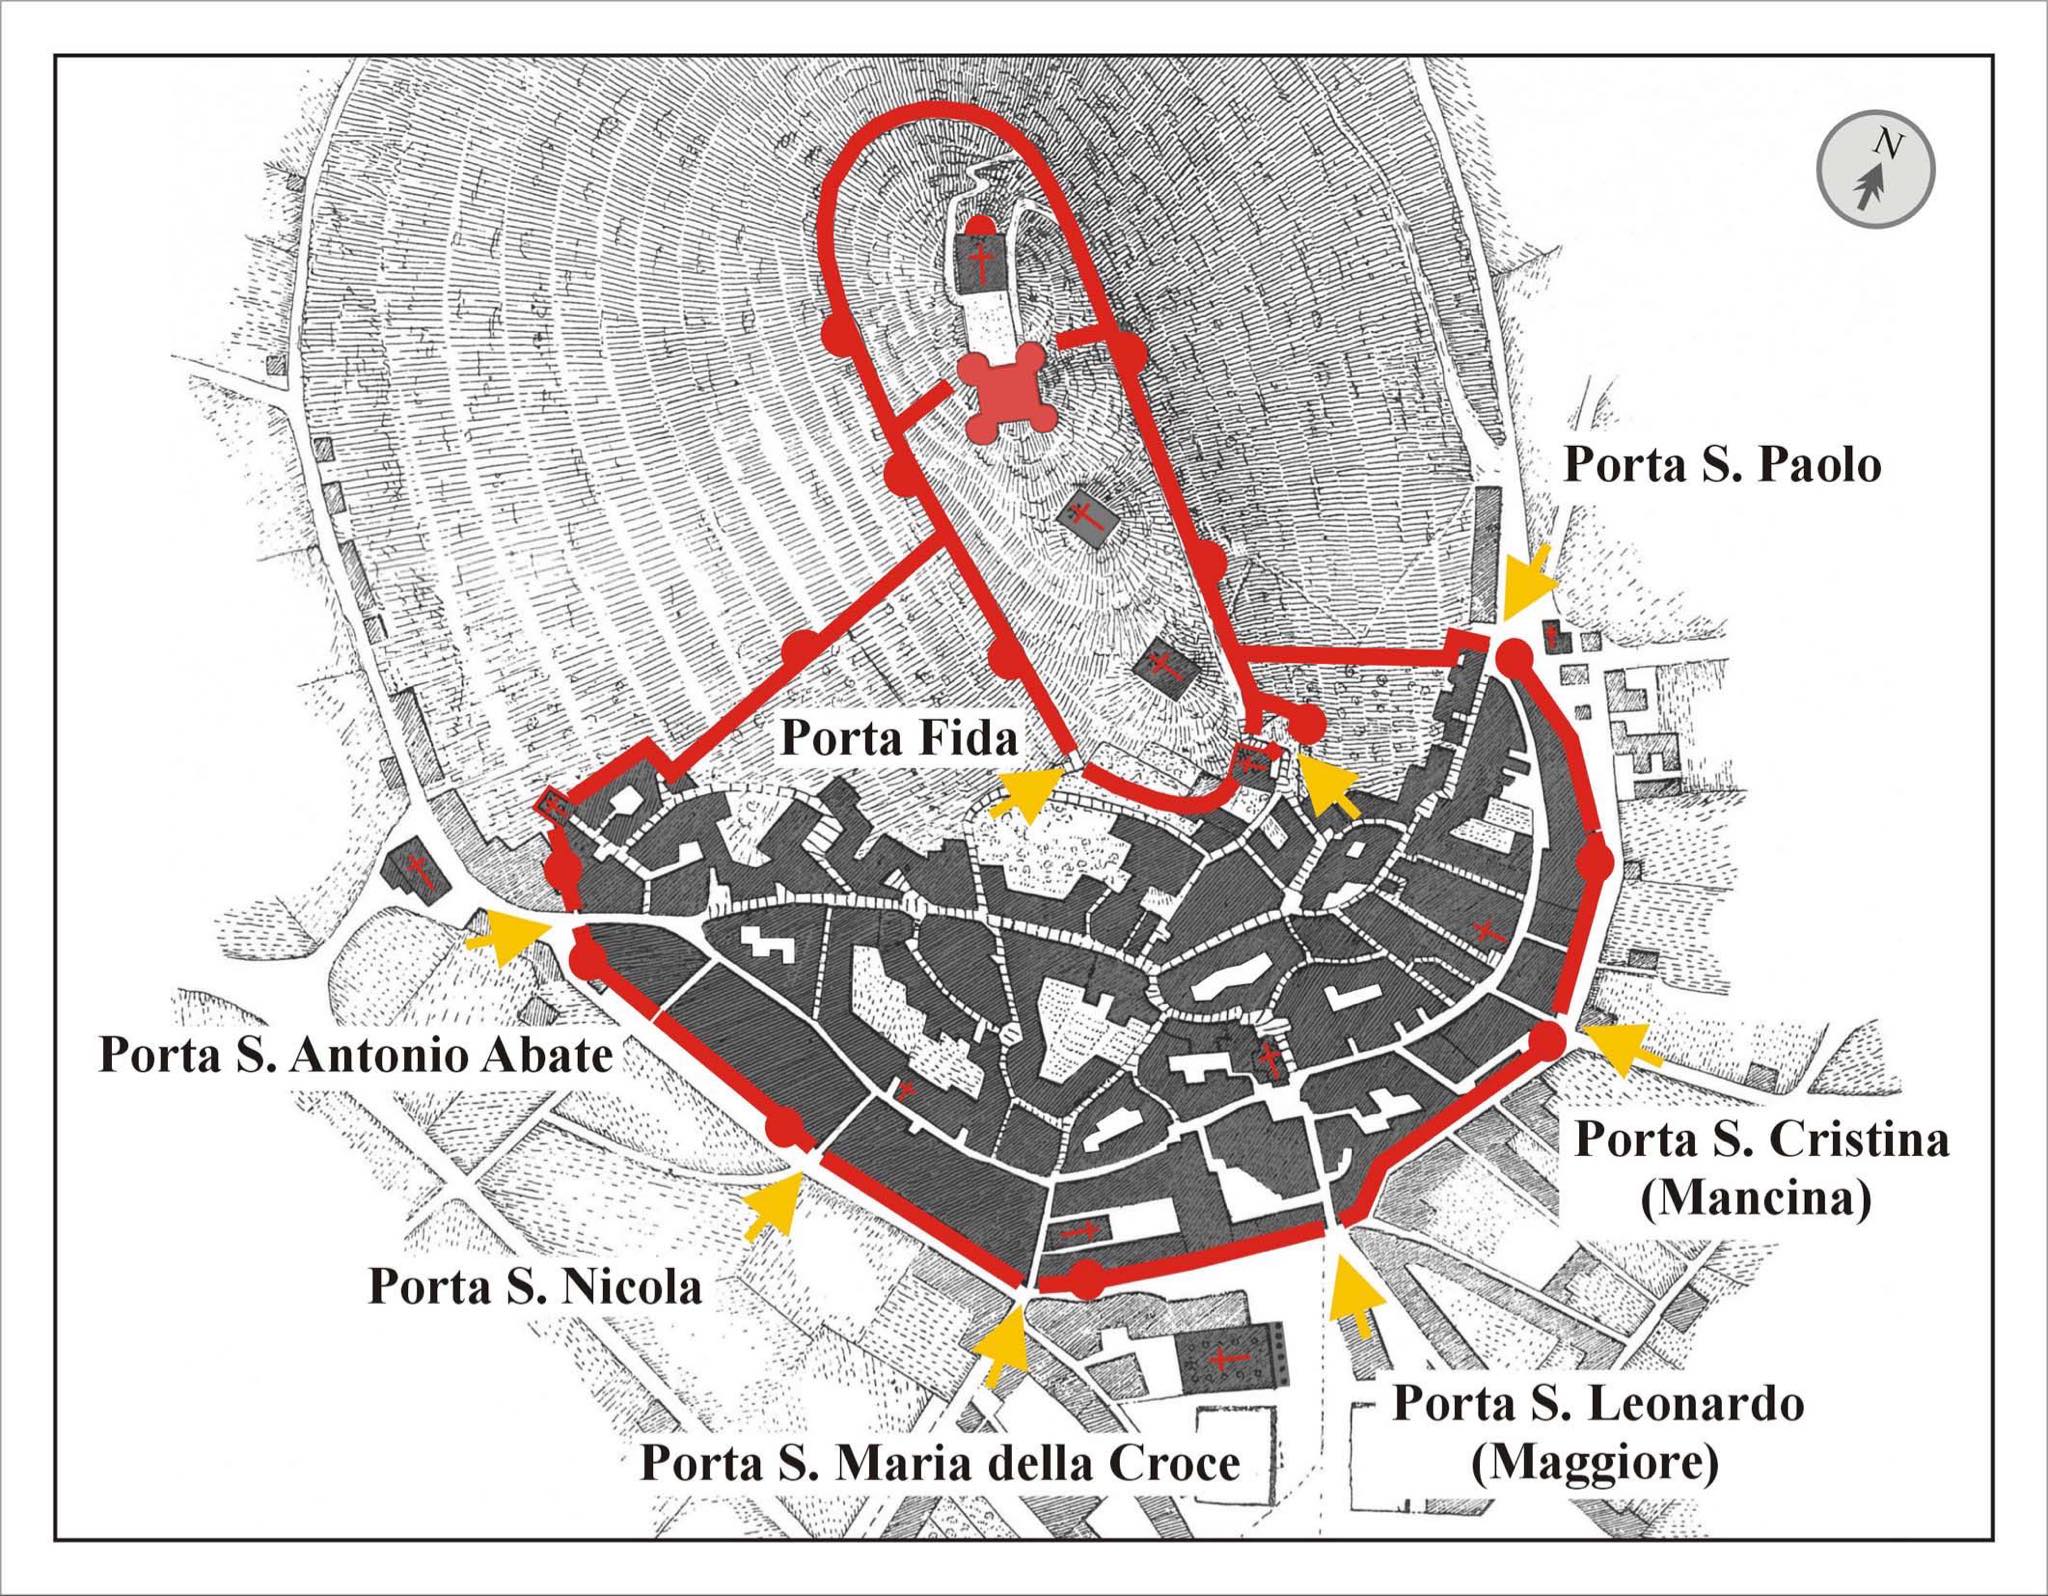 N
Porta S. Paolo
Porta Fida
Porta S. Antonio Abate
Porta S. Cristina
(Mancina)
Porta S. Nicola
Porta S. Leonardo
(Maggiore)
Porta S. Maria della Croce